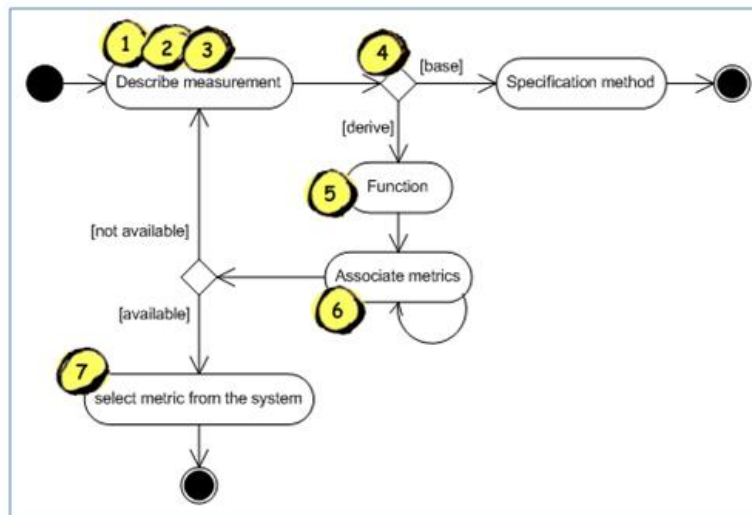 1 2 3
4
Describe measurement
[base]
Specification method
[derive]
5
Function
[not available]
Associate metrics
6
[available]
7
select metric from the system